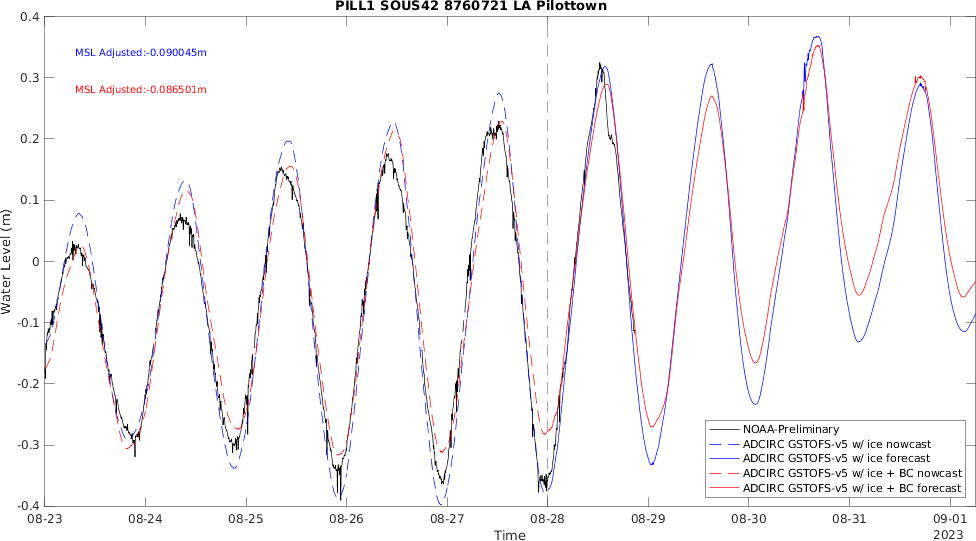 PILL1 SOUS42 8760721 LA Pilottown
MSL Adjusted:-0.090045m
MSL Adjusted:-0.086501m
Water Level (m)
0.4
0.3
0.2
0.1
0
-0.1
-0.2
-0.3
-0.4
NOAA-Preliminary
ADCIRC GSTOFS-v5 w/ ice nowcast
ADCIRC GSTOFS-v5 w/ ice forecast
ADCIRC GSTOFS-v5 w/ ice + BC nowcast
ADCIRC GSTOFS-v5 w/ ice + BC forecast
08-23 08-24 08-25 08-26 08-27 08-28 08-29 08-30 08-31 09-01
2023
Time